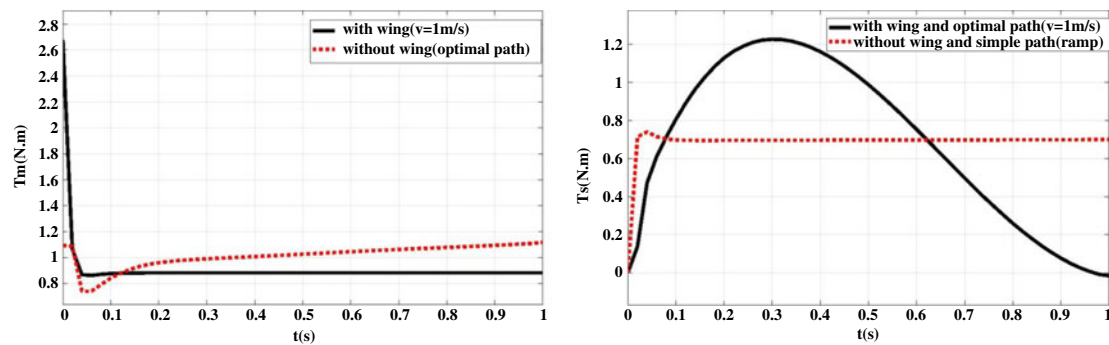 2.8
2.6
2.4
2.2
2
1.8
1.6
1.4
1.2
1
0.8
Tm(N.m)
with wing(v=1m/s)
without wing(optimal path)
0 0.1 0.2 0.3 0.4 0.5 0.6 0.7 0.8 0.9 1
t(s)
1.2
1.0
0.8
0.6
0.4
0.2
0
Ts(N.m)
with wing and optimal path(v=1m/s)
without wing and simple path(ramp)
0 0.1 0.2 0.3 0.4 0.5 0.6 0.7 0.8 0.9 1
t(s)